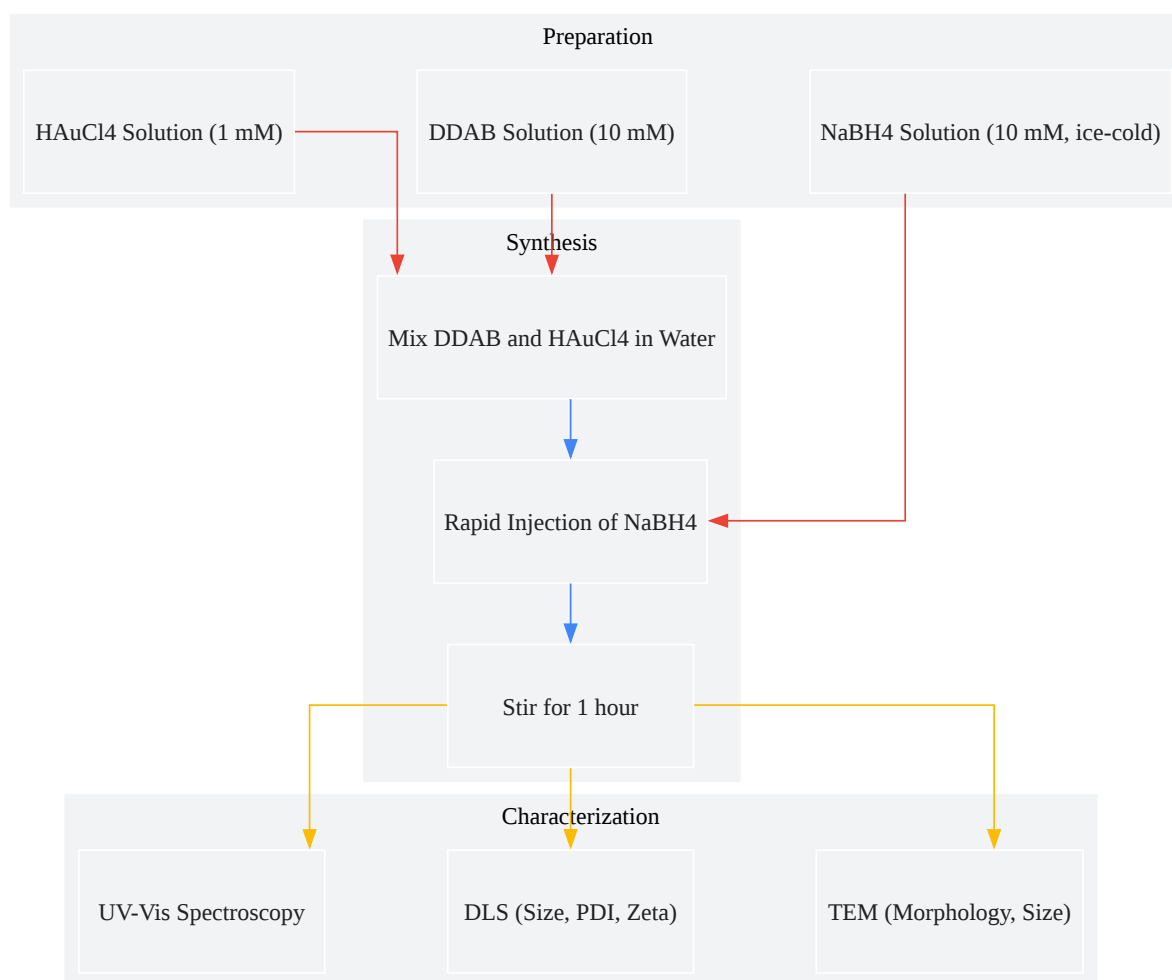 Preparation
HAuCl4 Solution (1 mM)
DDAB Solution (10 mM)
NaBH4 Solution (10 mM, ice-cold)
Synthesis
Mix DDAB and HAuCl4 in Water
Rapid Injection of NaBH4
Stir for 1 hour
Characterization
UV-Vis Spectroscopy
DLS (Size, PDI, Zeta)
TEM (Morphology, Size)